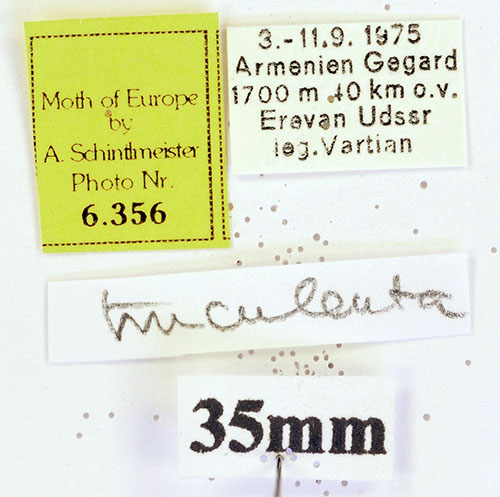 Moth of Europe
by
A. Schintlmeister
Photo Nr.
6.356
3.-11.9. 1975
Armenien Gegard
1700 m 40 km o.v.
Erevan Udssr
leg.Vartian
truculenta
35mm